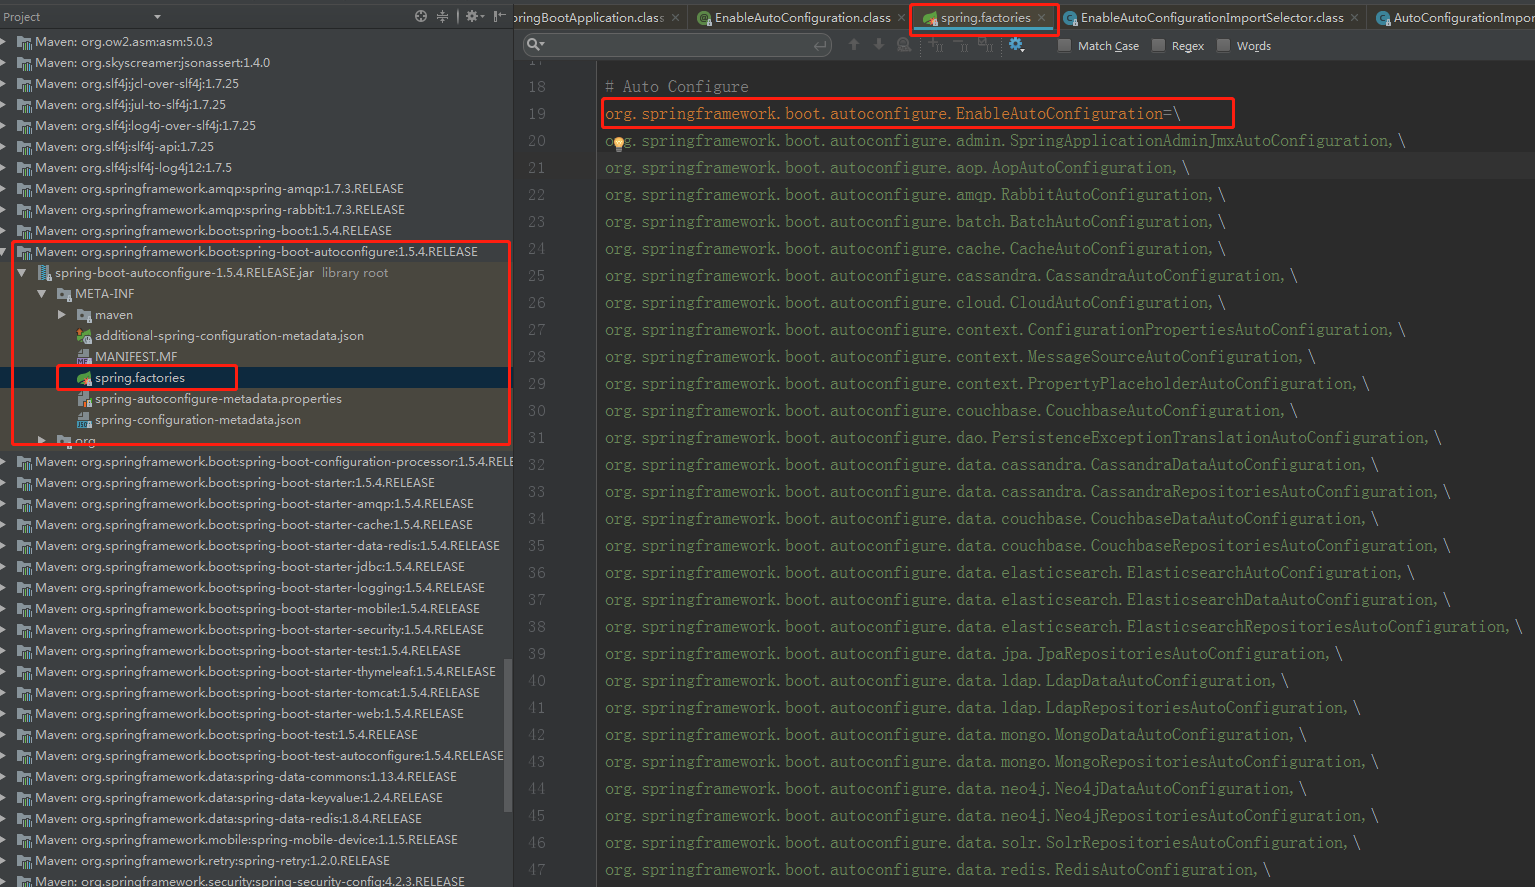 Project
Maven: org.ow2.asm:asm:5.0.3
Maven: org.skyscreamer:jsonassert:1.4.0
Maven: org.slf4j:jcl-over-slf4j:1.7.25
Maven: org.slf4j:jul-to-slf4j:1.7.25
Maven: org.slf4j:log4j-over-slf4j:1.7.25
Maven: org.slf4j:slf4j-api:1.7.25
Maven: org.slf4j:slf4j-log4j12:1.7.5
Maven: org.springframework.amqp:spring-amqp:1.7.3.RELEASE
Maven: org.springframework.amqp:spring-rabbit:1.7.3.RELEASE
Maven: org.springframework.boot:spring-boot:1.5.4.RELEASE
Maven: org.springframework.boot:spring-boot-autoconfigure:1.5.4.RELEASE
spring-boot-autoconfigure-1.5.4.RELEASE.jar library root
META-INF
maven
additional-spring-configuration-metadata.json
MANIFEST.MF
spring.factories
spring-autoconfigure-metadata.properties
spring-configuration-metadata.json
org
Maven: org.springframework.boot:spring-boot-configuration-processor:1.5.4.RELE
Maven: org.springframework.boot:spring-boot-starter:1.5.4.RELEASE
Maven: org.springframework.boot:spring-boot-starter-amqp:1.5.4.RELEASE
Maven: org.springframework.boot:spring-boot-starter-cache:1.5.4.RELEASE
Maven: org.springframework.boot:spring-boot-starter-data-redis:1.5.4.RELEASE
Maven: org.springframework.boot:spring-boot-starter-jdbc:1.5.4.RELEASE
Maven: org.springframework.boot:spring-boot-starter-logging:1.5.4.RELEASE
Maven: org.springframework.boot:spring-boot-starter-mobile:1.5.4.RELEASE
Maven: org.springframework.boot:spring-boot-starter-security:1.5.4.RELEASE
Maven: org.springframework.boot:spring-boot-starter-test:1.5.4.RELEASE
Maven: org.springframework.boot:spring-boot-starter-thymeleaf:1.5.4.RELEASE
Maven: org.springframework.boot:spring-boot-starter-tomcat:1.5.4.RELEASE
Maven: org.springframework.boot:spring-boot-starter-web:1.5.4.RELEASE
Maven: org.springframework.boot:spring-boot-test:1.5.4.RELEASE
Maven: org.springframework.boot:spring-boot-test-autoconfigure:1.5.4.RELEASE
Maven: org.springframework.data:spring-data-commons:1.13.4.RELEASE
Maven: org.springframework.data:spring-data-keyvalue:1.2.4.RELEASE
Maven: org.springframework.data:spring-data-redis:1.8.4.RELEASE
Maven: org.springframework.mobile:spring-mobile-device:1.1.5.RELEASE
Maven: org.springframework.retry:spring-retry:1.2.0.RELEASE
Maven: org.springframework.security:spring-security-config:4.2.3.RELEASE
pringBootApplication.class EnableAutoConfiguration.class spring.factories EnableAutoConfigurationImportSelector.class AutoConfigurationImpor
Match Case Regex Words
17
18 # Auto Configure
19 org.springframework.boot.autoconfigure.EnableAutoConfiguration=\
20 org.springframework.boot.autoconfigure.admin.SpringApplicationAdminJmxAutoConfiguration,\
21 org.springframework.boot.autoconfigure.aop.AopAutoConfiguration,\
22 org.springframework.boot.autoconfigure.amqp.RabbitAutoConfiguration,\
23 org.springframework.boot.autoconfigure.batch.BatchAutoConfiguration,\
24 org.springframework.boot.autoconfigure.cache.CacheAutoConfiguration,\
25 org.springframework.boot.autoconfigure.cassandra.CassandraAutoConfiguration,\
26 org.springframework.boot.autoconfigure.cloud.CloudAutoConfiguration,\
27 org.springframework.boot.autoconfigure.context.ConfigurationPropertiesAutoConfiguration,\
28 org.springframework.boot.autoconfigure.context.MessageSourceAutoConfiguration,\
29 org.springframework.boot.autoconfigure.context.PropertyPlaceholderAutoConfiguration,\
30 org.springframework.boot.autoconfigure.couchbase.CouchbaseAutoConfiguration,\
31 org.springframework.boot.autoconfigure.dao.PersistenceExceptionTranslationAutoConfiguration,\
32 org.springframework.boot.autoconfigure.data.cassandra.CassandraDataAutoConfiguration,\
33 org.springframework.boot.autoconfigure.data.cassandra.CassandraRepositoriesAutoConfiguration,\
34 org.springframework.boot.autoconfigure.data.couchbase.CouchbaseDataAutoConfiguration,\
35 org.springframework.boot.autoconfigure.data.couchbase.CouchbaseRepositoriesAutoConfiguration,\
36 org.springframework.boot.autoconfigure.data.elasticsearch.ElasticsearchAutoConfiguration,\
37 org.springframework.boot.autoconfigure.data.elasticsearch.ElasticsearchDataAutoConfiguration,\
38 org.springframework.boot.autoconfigure.data.elasticsearch.ElasticsearchRepositoriesAutoConfiguration,\
39 org.springframework.boot.autoconfigure.data.jpa.JpaRepositoriesAutoConfiguration,\
40 org.springframework.boot.autoconfigure.data.ldap.LdapDataAutoConfiguration,\
41 org.springframework.boot.autoconfigure.data.ldap.LdapRepositoriesAutoConfiguration,\
42 org.springframework.boot.autoconfigure.data.mongo.MongoDataAutoConfiguration,\
43 org.springframework.boot.autoconfigure.data.mongo.MongoRepositoriesAutoConfiguration,\
44 org.springframework.boot.autoconfigure.data.neo4j.Neo4jDataAutoConfiguration,\
45 org.springframework.boot.autoconfigure.data.neo4j.Neo4jRepositoriesAutoConfiguration,\
46 org.springframework.boot.autoconfigure.data.solr.SolrRepositoriesAutoConfiguration,\
47 org.springframework.boot.autoconfigure.data.redis.RedisAutoConfiguration,\